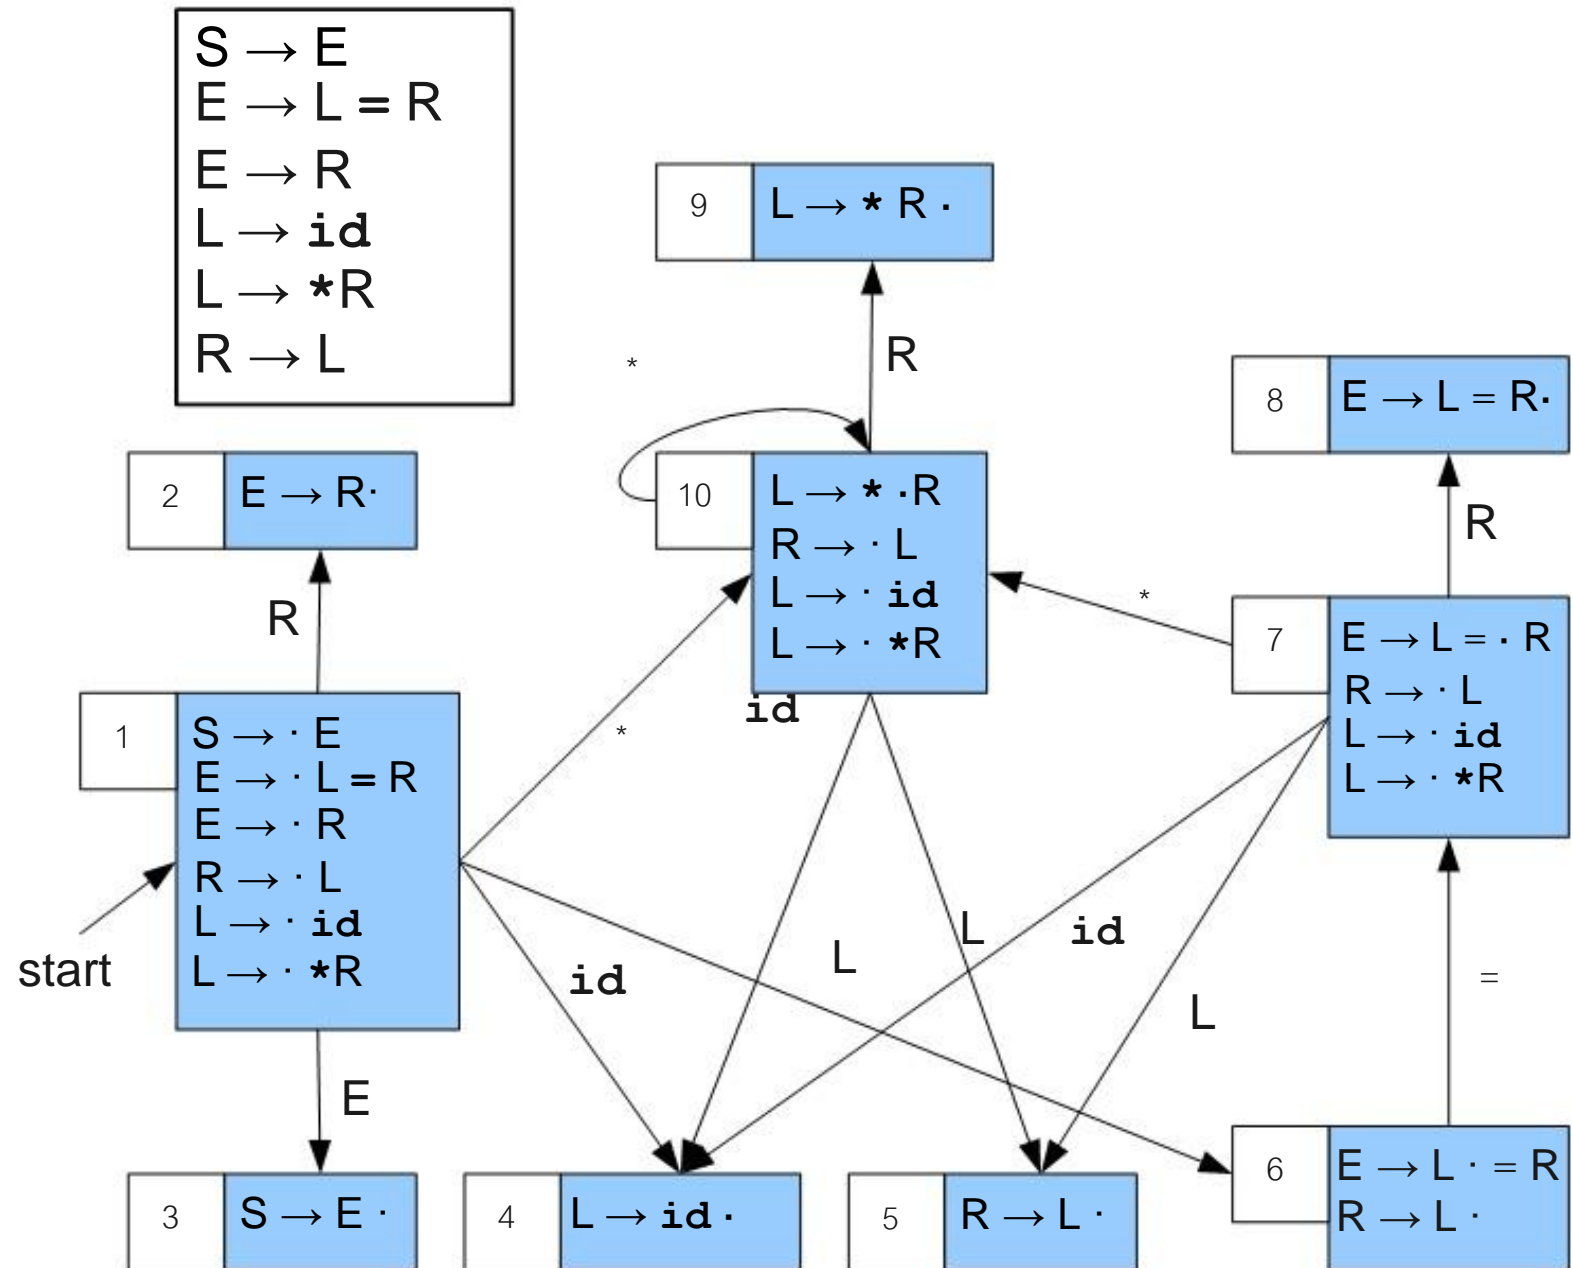 S → E
E → L = R
E → R
L → id
L → *R
R → L
9
L → * R ·
*
R
8
E → L = R·
2
E → R·
10
L → * ·R
R → · L
L → · id
L → · *R
R
R
*
7
E → L = · R
R → · L
L → · id
L → · *R
id
*
1
S → · E
E → · L = R
E → · R
R → · L
L → · id
L → · *R
start
id
L
L
id
L
=
E
3
S → E ·
4
L → id ·
5
R → L ·
6
E → L · = R
R → L ·